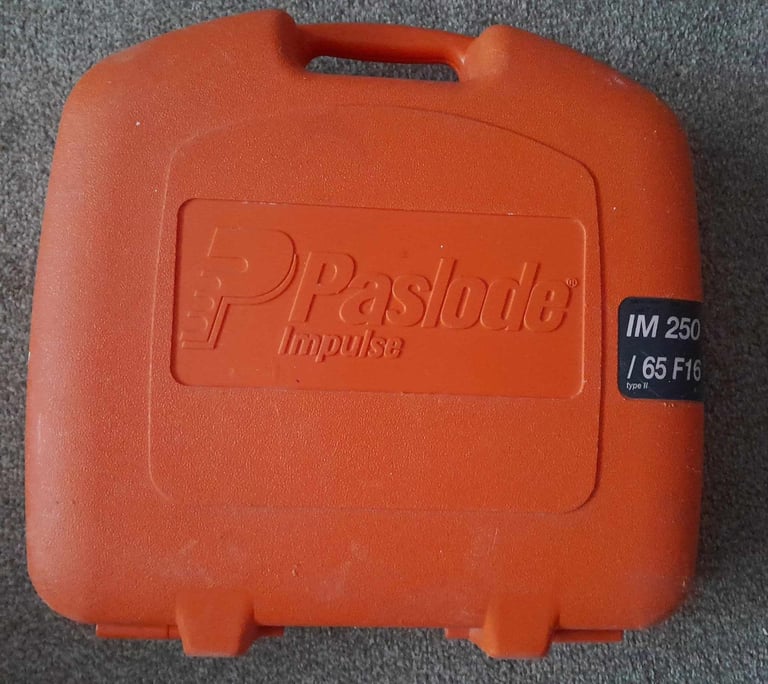 Paslode®
Impulse
IM 250
/ 65 F16
type II